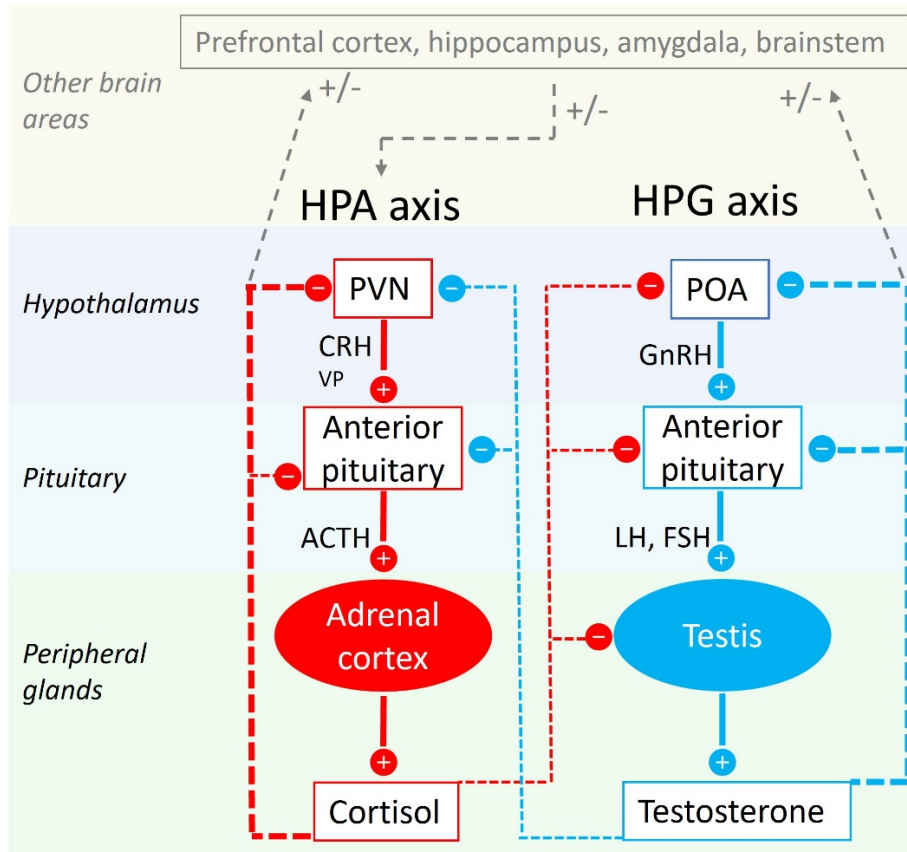 Prefrontal cortex, hippocampus, amygdala, brainstem
Other brain
areas
+/-
+/-
+/-
HPA axis
HPG axis
Hypothalamus
−
PVN
−
−
POA
−
CRH
VP
GnRH
+
+
Pituitary
Anterior
pituitary
−
−
−
Anterior
pituitary
−
ACTH
LH, FSH
+
+
Peripheral
glands
Adrenal
cortex
−
Testis
+
+
Cortisol
Testosterone